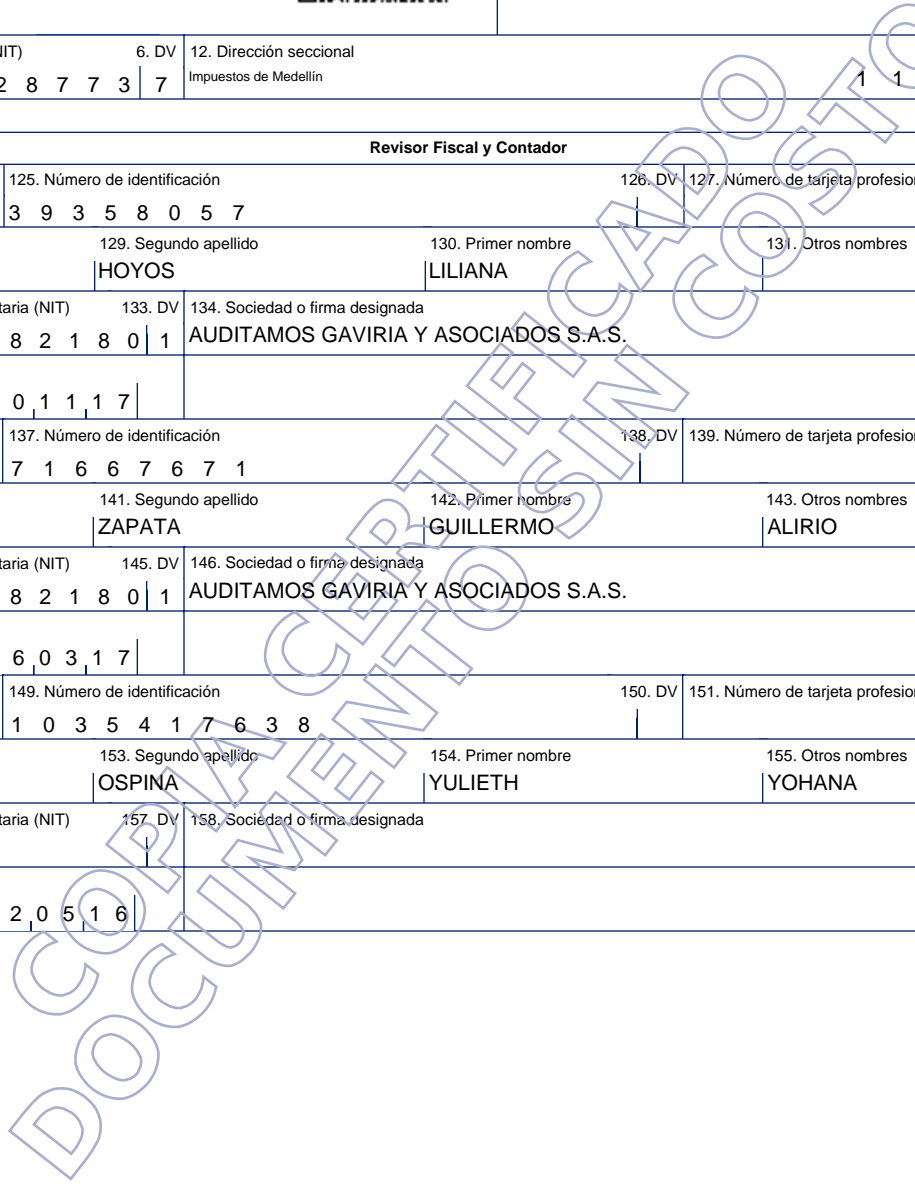 NIT) 6. DV 12. Dirección seccional
2 8 7 7 3 7 Impuestos de Medellín 1 1
Revisor Fiscal y Contador
125. Número de identificación 126. DV 127. Número de tarjeta profesion
3 9 3 5 8 0 5 7
129. Segundo apellido 130. Primer nombre 131. Otros nombres
HOYOS LILIANA
taria (NIT) 133. DV 134. Sociedad o firma designada
8 2 1 8 0 1 AUDITAMOS GAVIRIA Y ASOCIADOS S.A.S.
0 1 1 1 7
137. Número de identificación 138. DV 139. Número de tarjeta profesion
7 1 6 6 7 6 7 1
141. Segundo apellido 142. Primer nombre 143. Otros nombres
ZAPATA GUILLERMO ALIRIO
taria (NIT) 145. DV 146. Sociedad o firma designada
8 2 1 8 0 1 AUDITAMOS GAVIRIA Y ASOCIADOS S.A.S.
6 0 3 1 7
149. Número de identificación 150. DV 151. Número de tarjeta profesion
1 0 3 5 4 1 7 6 3 8
153. Segundo apellido 154. Primer nombre 155. Otros nombres
OSPINA YULIETH YOHANA
taria (NIT) 157. DV 158. Sociedad o firma designada
2 0 5 1 6
COPIA CERTIFICADO
DOCUMENTO SIN COSTO